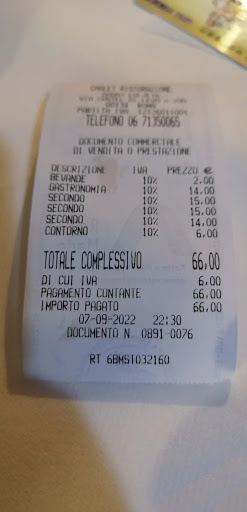 TELEFONO 06 71350065
DOCUMENTO COMMERCIALE
DI VENDITA O PRESTAZIONE
DESCRIZIONE IVA PREZZO €
BEVANDE 10% 2,00
GASTRONOMIA 10% 14,00
SECONDO 10% 15,00
SECONDO 10% 15,00
SECONDO 10% 14,00
CONTORNO 10% 6,00
TOTALE COMPLESSIVO 66,00
DI CUI IVA 6,00
PAGAMENTO CONTANTE 66,00
IMPORTO PAGATO 66,00
07-09-2022 22:30
DOCUMENTO N. 0891-0076
RT 6BMST032160